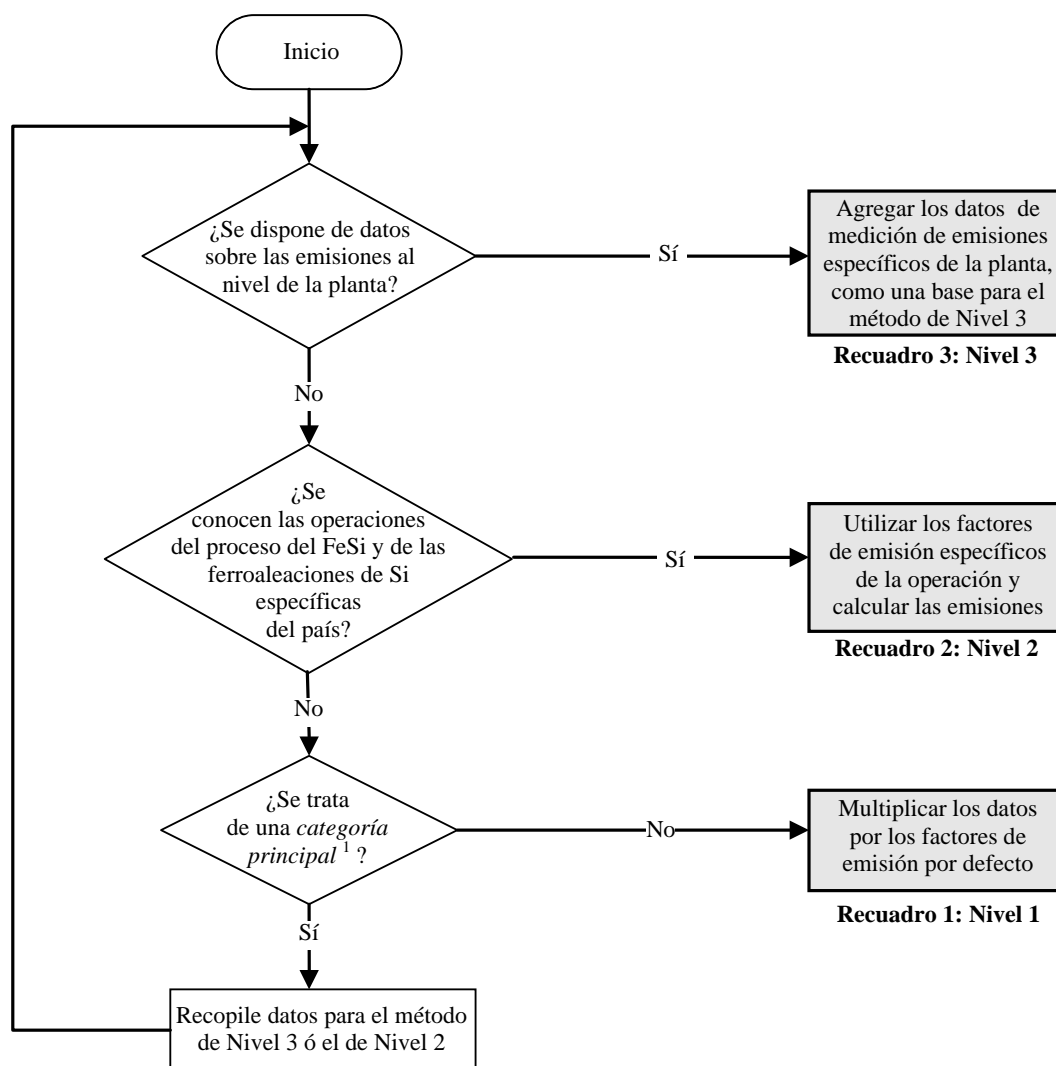 Inicio
¿Se dispone de datos
sobre las emisiones al
nivel de la planta?
Sí
Agregar los datos de
medición de emisiones
específicos de la planta,
como una base para el
método de Nivel 3
Recuadro 3: Nivel 3
No
¿Se
conocen las operaciones
del proceso del FeSi y de las
ferroaleaciones de Si
específicas
del país?
Sí
Utilizar los factores
de emisión específicos
de la operación y
calcular las emisiones
Recuadro 2: Nivel 2
No
¿Se trata
de una categoría
principal ¹ ?
No
Multiplicar los datos
por los factores de
emisión por defecto
Recuadro 1: Nivel 1
Sí
Recopile datos para el método
de Nivel 3 ó el de Nivel 2